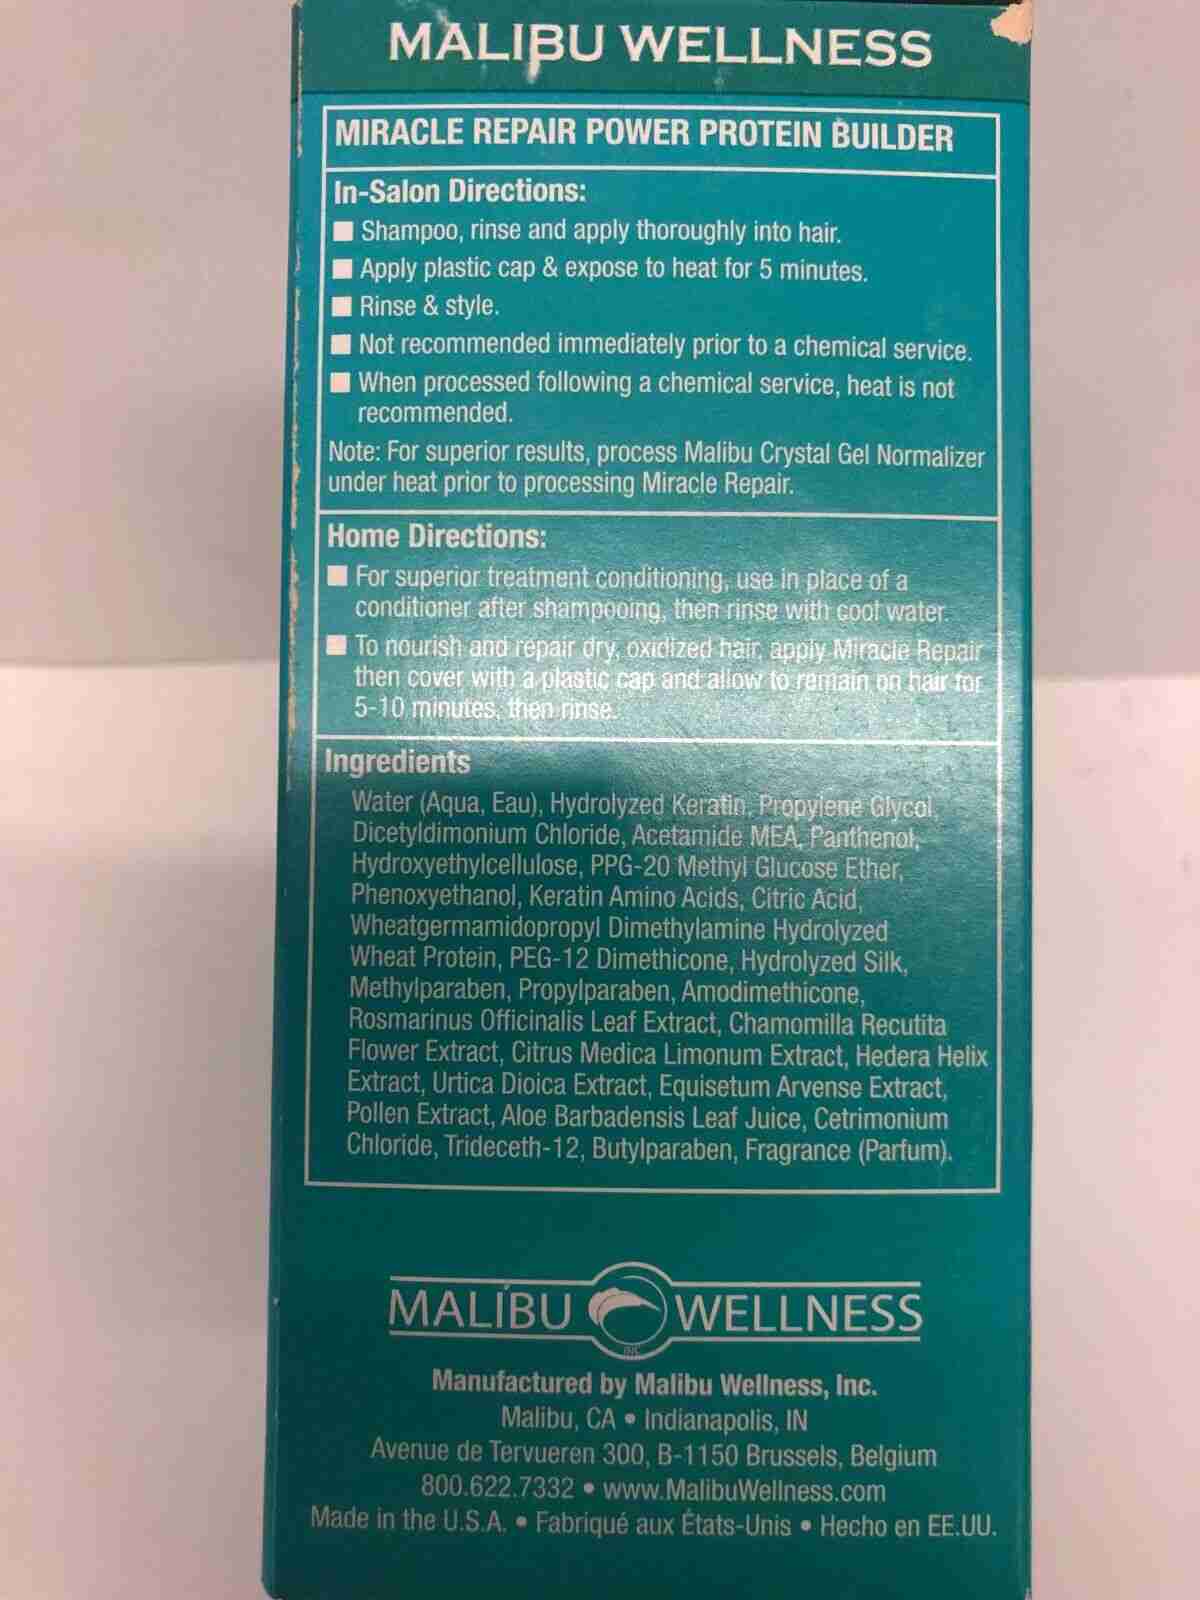 MALIBU WELLNESS
MIRACLE REPAIR POWER PROTEIN BUILDER
In-Salon Directions:
■ Shampoo, rinse and apply thoroughly into hair.
■ Apply plastic cap & expose to heat for 5 minutes.
■ Rinse & style.
■ Not recommended immediately prior to a chemical service.
■ When processed following a chemical service, heat is not
recommended.
Note: For superior results, process Malibu Crystal Gel Normalizer
under heat prior to processing Miracle Repair.
Home Directions:
■ For superior treatment conditioning, use in place of a
conditioner after shampooing, then rinse with cool water.
■ To nourish and repair dry, oxidized hair, apply Miracle Repair
then cover with a plastic cap and allow to remain on hair for
5-10 minutes, then rinse.
Ingredients
Water (Aqua, Eau), Hydrolyzed Keratin, Propylene Glycol,
Dicetyldimonium Chloride, Acetamide MEA, Panthenol,
Hydroxyethylcellulose, PPG-20 Methyl Glucose Ether,
Phenoxyethanol, Keratin Amino Acids, Citric Acid,
Wheatgermamidopropyl Dimethylamine Hydrolyzed
Wheat Protein, PEG-12 Dimethicone, Hydrolyzed Silk,
Methylparaben, Propylparaben, Amodimethicone,
Rosmarinus Officinalis Leaf Extract, Chamomilla Recutita
Flower Extract, Citrus Medica Limonum Extract, Hedera Helix
Extract, Urtica Dioica Extract, Equisetum Arvense Extract,
Pollen Extract, Aloe Barbadensis Leaf Juice, Cetrimonium
Chloride, Trideceth-12, Butylparaben, Fragrance (Parfum).
MALIBU WELLNESS
INC
Manufactured by Malibu Wellness, Inc.
Malibu, CA • Indianapolis, IN
Avenue de Tervueren 300, B-1150 Brussels, Belgium
800.622.7332 • www.MalibuWellness.com
Made in the U.S.A. • Fabriqué aux États-Unis • Hecho en EE.UU.